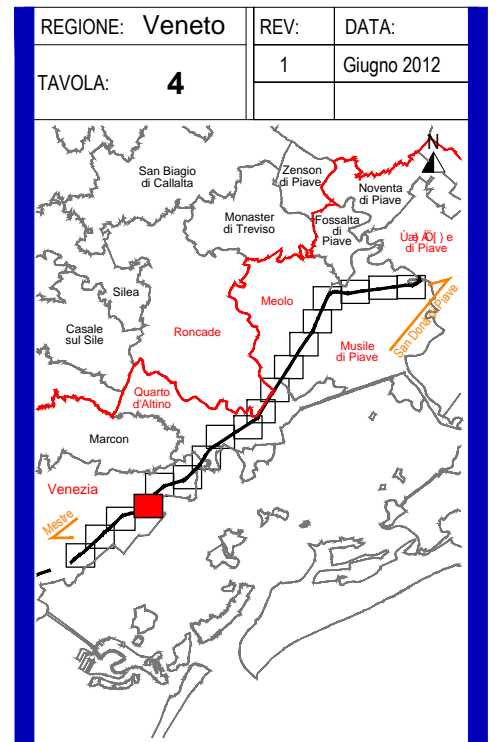 REGIONE: Veneto
REV:
DATA:
TAVOLA: 4
1
Giugno 2012
N
San Biagio
di Callalta
Zenson
di Piave
Noventa
di Piave
Monaster
di Treviso
Fossalta
di
Piave
di Piave
Silea
Meolo
San Donà di Piave
Casale
sul Sile
Roncade
Musile
di Piave
Quarto
d'Altino
Marcon
Venezia
Mestre